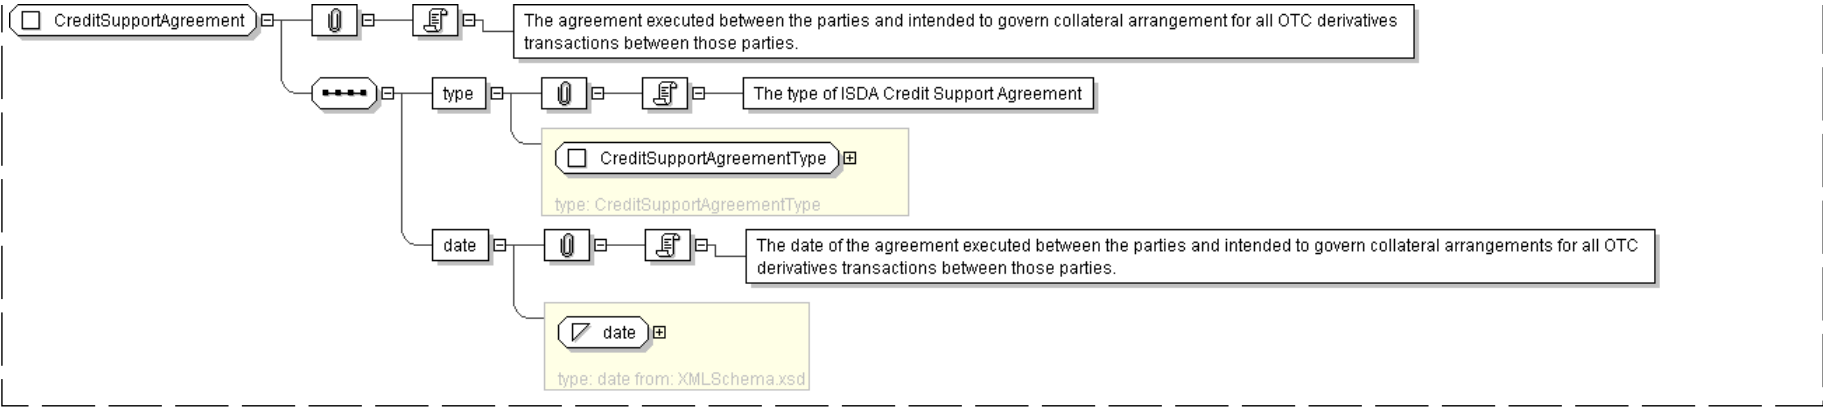 CreditSupportAgreement
The agreement executed between the parties and intended to govern collateral arrangement for all OTC derivatives
transactions between those parties.
type
The type of ISDA Credit Support Agreement
CreditSupportAgreementType
type: CreditSupportAgreementType
date
The date of the agreement executed between the parties and intended to govern collateral arrangements for all OTC
derivatives transactions between those parties.
date
type: date from: XMLSchema.xsd